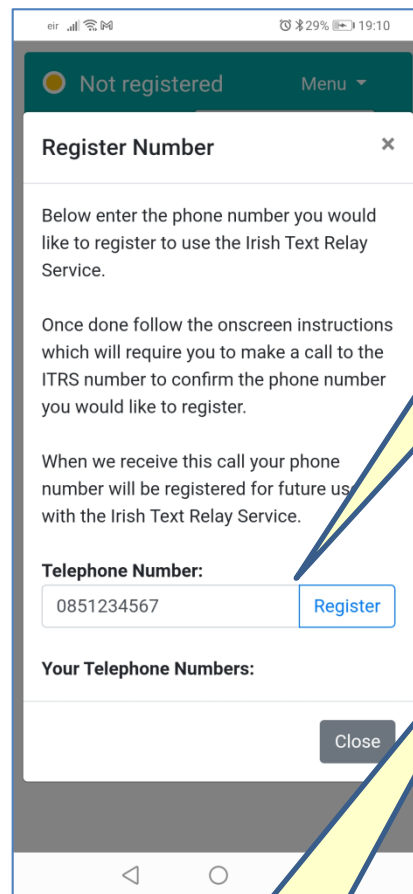 eir 29% 19:10
Not registered Menu
Register Number ×
Below enter the phone number you would
like to register to use the Irish Text Relay
Service.
Once done follow the onscreen instructions
which will require you to make a call to the
ITRS number to confirm the phone number
you would like to register.
When we receive this call your phone
number will be registered for future use
with the Irish Text Relay Service.
Telephone Number:
0851234567 Register
Your Telephone Numbers:
Close